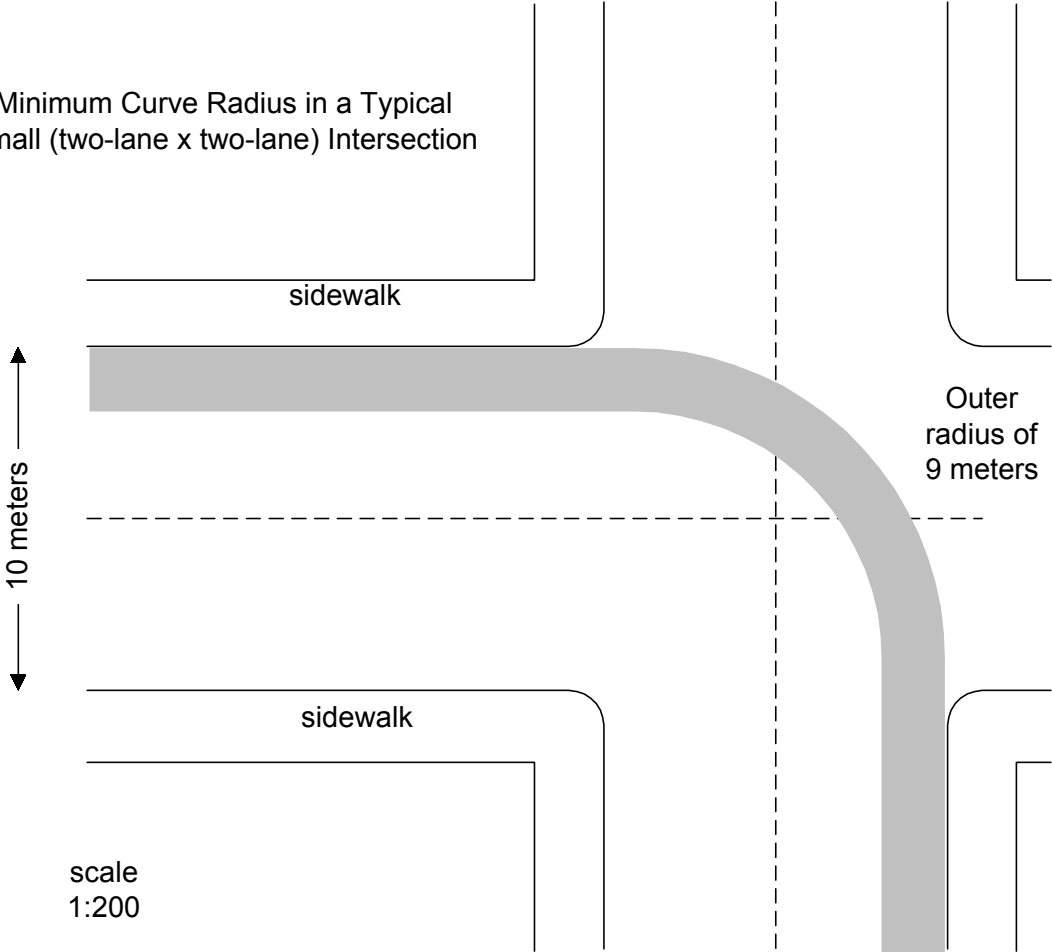 Minimum Curve Radius in a Typical
mall (two-lane x two-lane) Intersection
sidewalk
Outer
radius of
9 meters
10 meters
sidewalk
scale
1:200